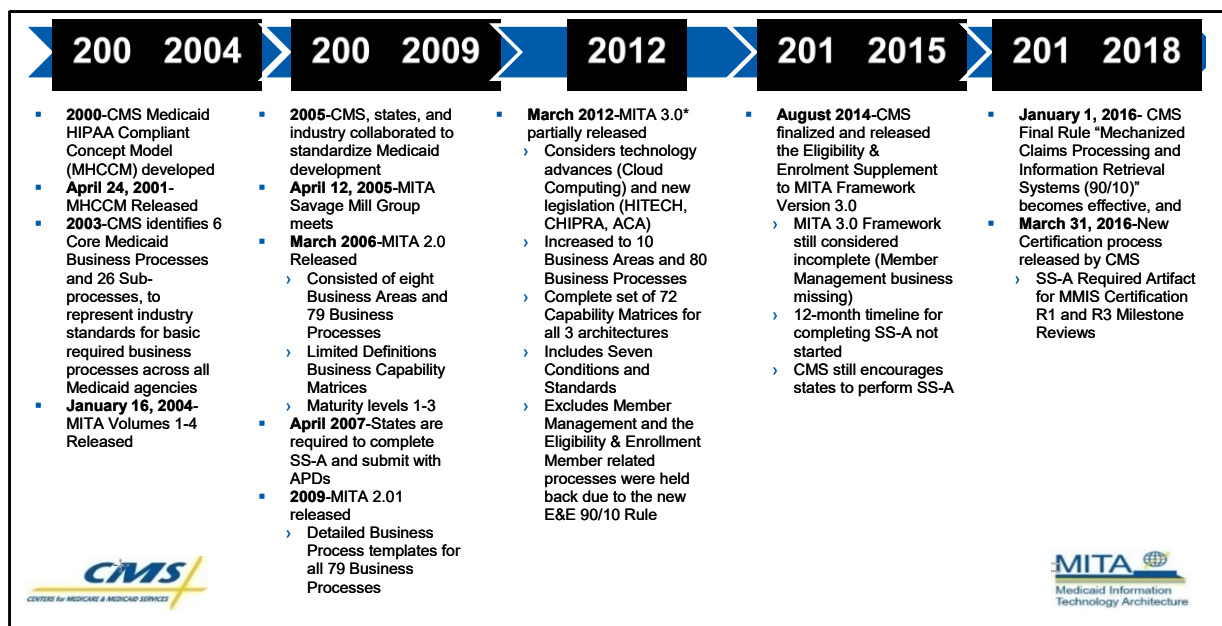 200 2004
200 2009
2012
201 2015
201 2018
▪ 2000-CMS Medicaid
HIPAA Compliant
Concept Model
(MHCCM) developed
▪ April 24, 2001-
MHCCM Released
▪ 2003-CMS identifies 6
Core Medicaid
Business Processes
and 26 Sub-
processes, to
represent industry
standards for basic
required business
processes across all
Medicaid agencies
▪ January 16, 2004-
MITA Volumes 1-4
Released
▪ 2005-CMS, states, and
industry collaborated to
standardize Medicaid
development
▪ April 12, 2005-MITA
Savage Mill Group
meets
▪ March 2006-MITA 2.0
Released
› Consisted of eight
Business Areas and
79 Business
Processes
› Limited Definitions
Business Capability
Matrices
› Maturity levels 1-3
▪ April 2007-States are
required to complete
SS-A and submit with
APDs
▪ 2009-MITA 2.01
released
› Detailed Business
Process templates for
all 79 Business
Processes
▪ March 2012-MITA 3.0*
partially released
› Considers technology
advances (Cloud
Computing) and new
legislation (HITECH,
CHIPRA, ACA)
› Increased to 10
Business Areas and 80
Business Processes
› Complete set of 72
Capability Matrices for
all 3 architectures
› Includes Seven
Conditions and
Standards
› Excludes Member
Management and the
Eligibility & Enrollment
Member related
processes were held
back due to the new
E&E 90/10 Rule
▪ August 2014-CMS
finalized and released
the Eligibility &
Enrolment Supplement
to MITA Framework
Version 3.0
› MITA 3.0 Framework
still considered
incomplete (Member
Management business
missing)
› 12-month timeline for
completing SS-A not
started
› CMS still encourages
states to perform SS-A
▪ January 1, 2016- CMS
Final Rule “Mechanized
Claims Processing and
Information Retrieval
Systems (90/10)”
becomes effective, and
▪ March 31, 2016-New
Certification process
released by CMS
› SS-A Required Artifact
for MMIS Certification
R1 and R3 Milestone
Reviews
CMS
CENTERS for MEDICARE & MEDICAID SERVICES
MITA
Medicaid Information
Technology Architecture